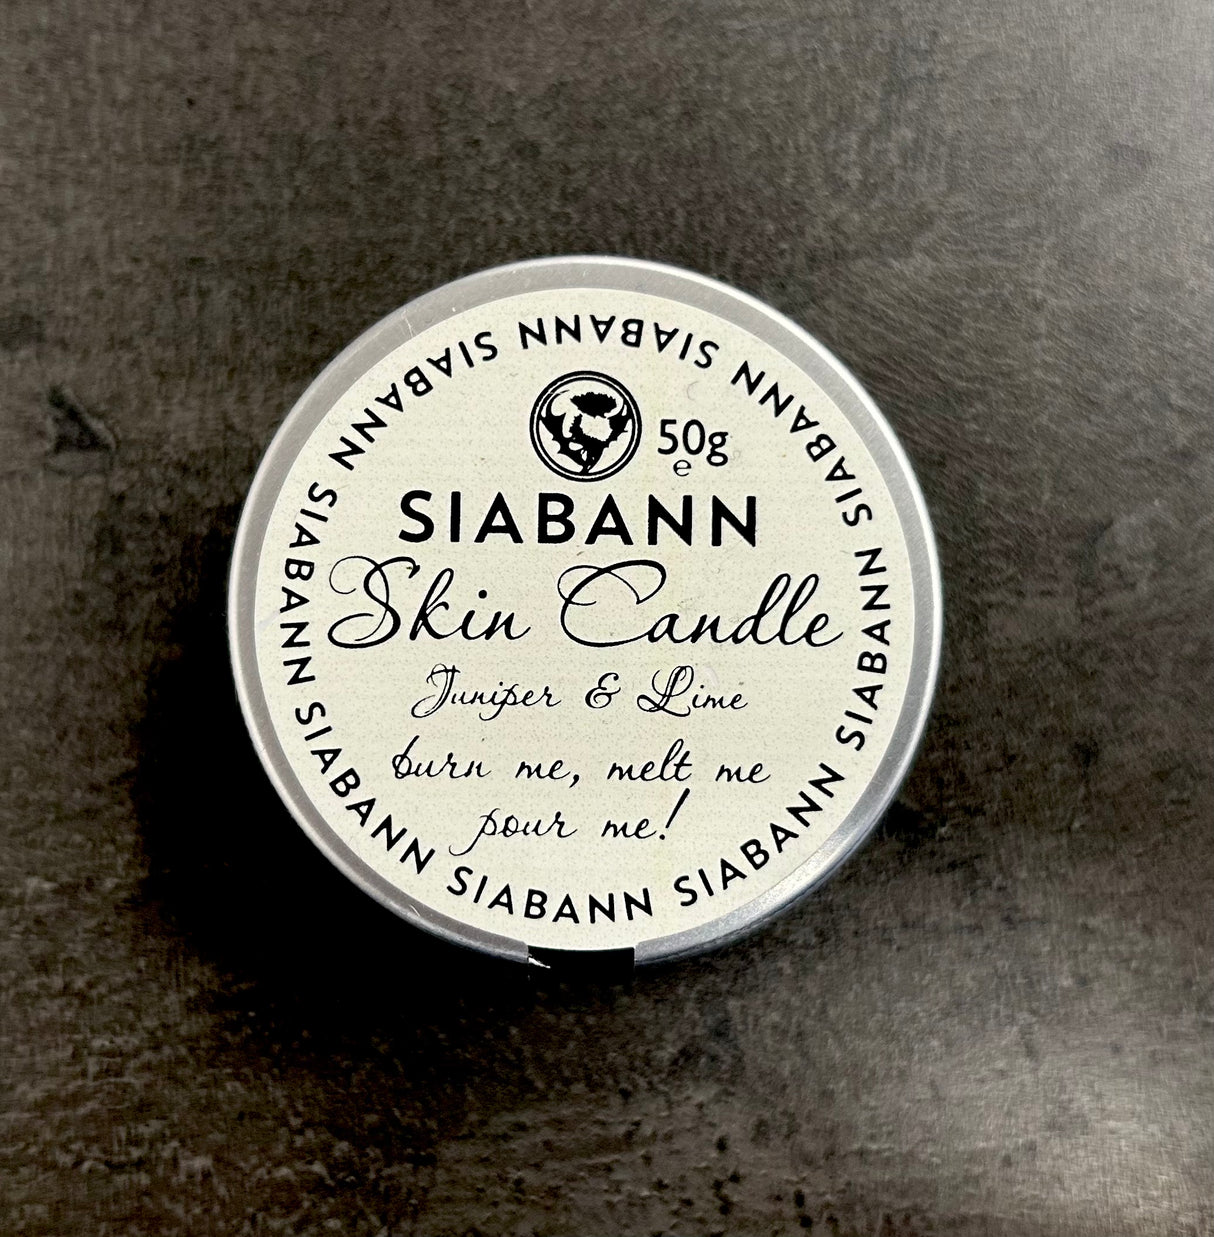 50g
e
SIABANN
Skin Candle
Juniper & Lime
burn me, melt me
pour me!
SIABANN SIABANN SIABANN SIABANN SIABANN SIABANN SIABANN SIABANN SIABANN